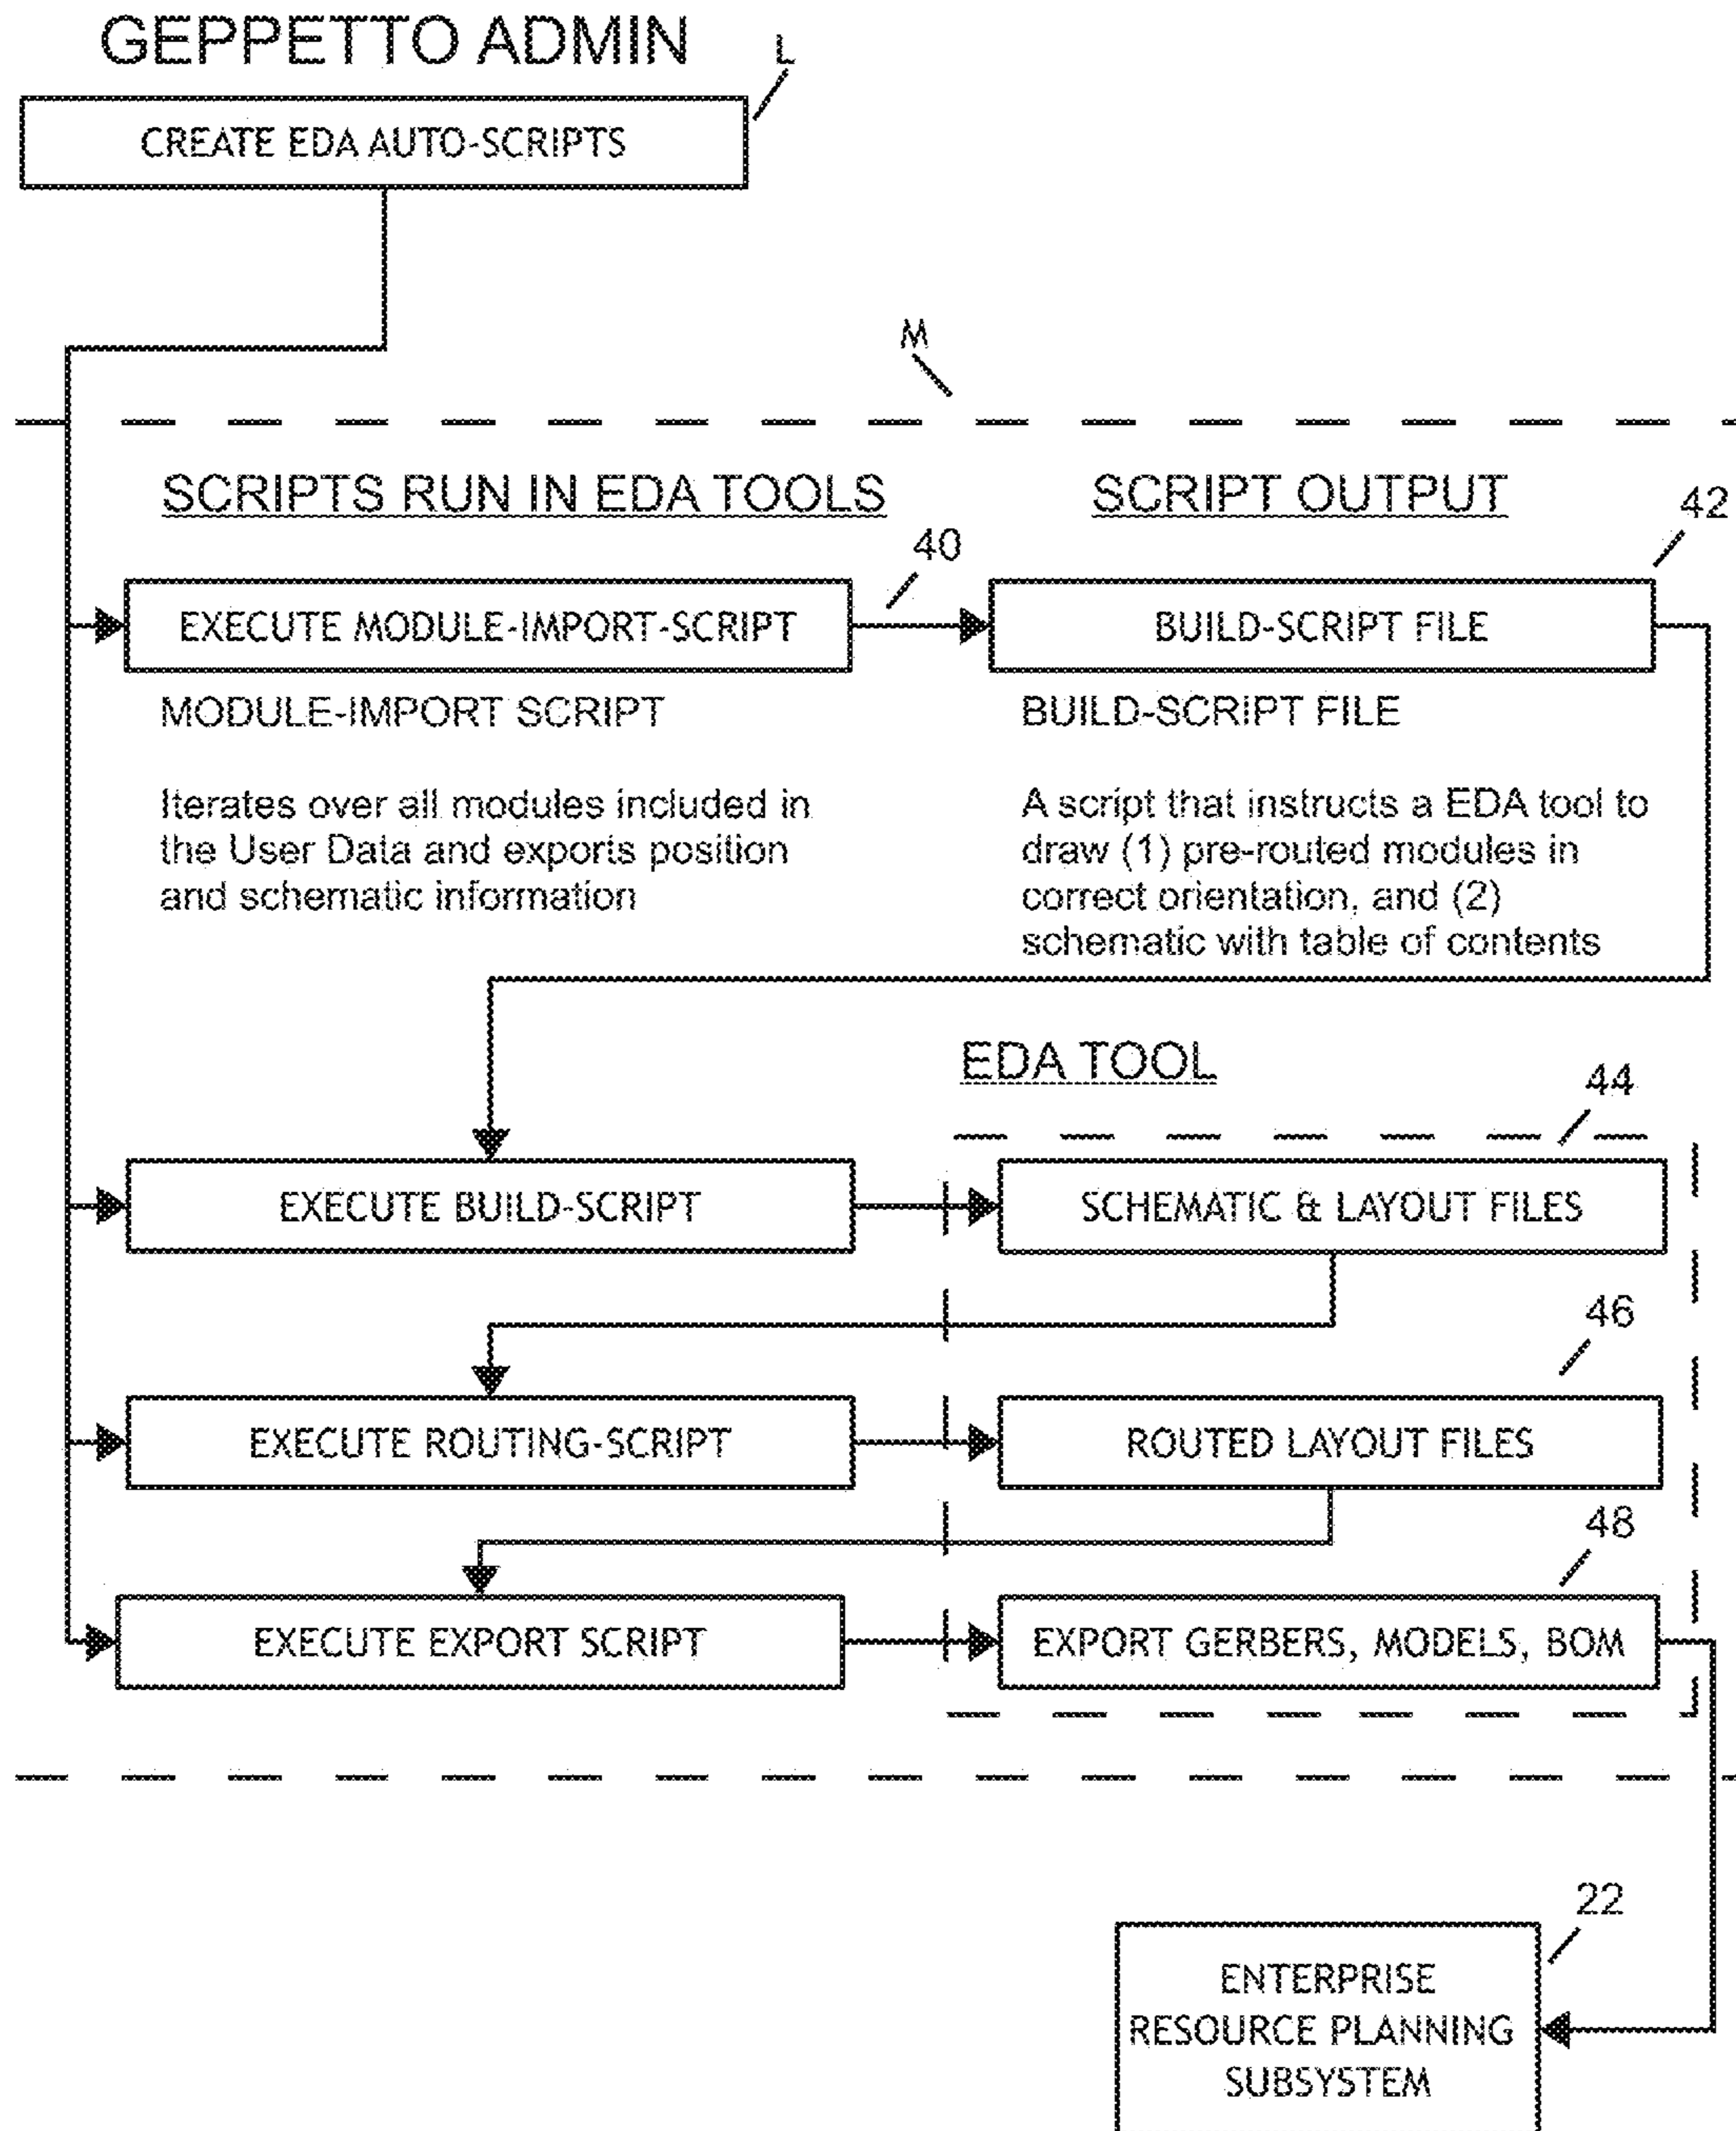 GEPPETTO ADMIN
L
CREATE EDA AUTO-SCRIPTS
M
SCRIPTS RUN IN EDA TOOLS
SCRIPT OUTPUT
42
40
EXECUTE MODULE-IMPORT-SCRIPT
BUILD-SCRIPT FILE
MODULE-IMPORT SCRIPT
Iterates over all modules included in
the User Data and exports position
and schematic information
BUILD-SCRIPT FILE
A script that instructs a EDA tool to
draw (1) pre-routed modules in
correct orientation, and (2)
schematic with table of contents
EDA TOOL
44
EXECUTE BUILD-SCRIPT
SCHEMATIC & LAYOUT FILES
46
EXECUTE ROUTING-SCRIPT
ROUTED LAYOUT FILES
48
EXECUTE EXPORT SCRIPT
EXPORT GERBERS, MODELS, BOM
22
ENTERPRISE
RESOURCE PLANNING
SUBSYSTEM